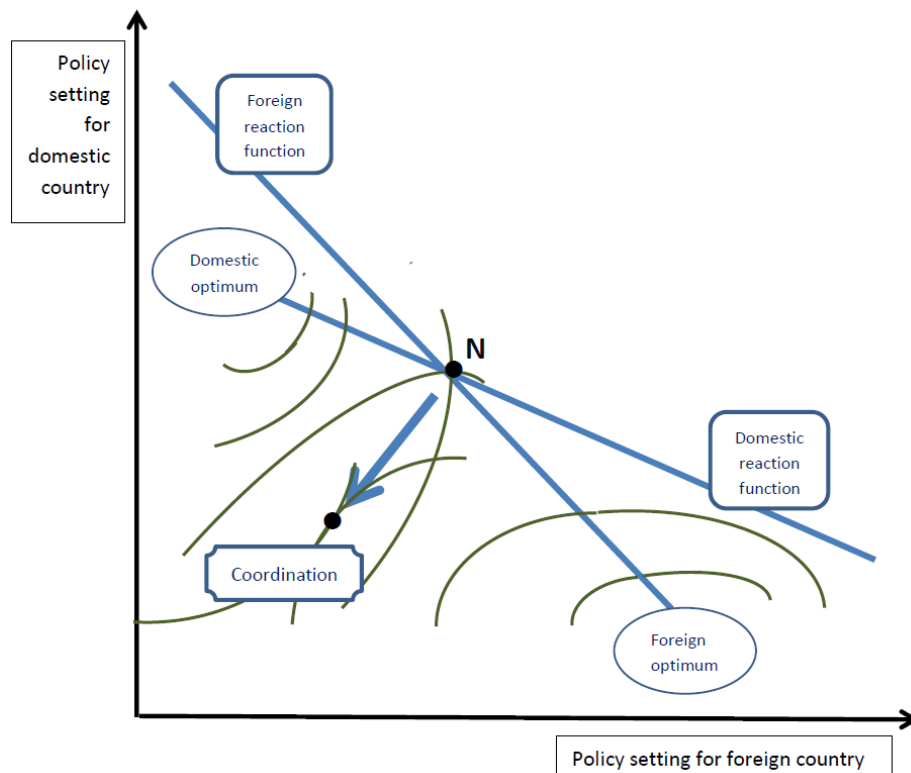 Policy
setting
for
domestic
country
Foreign
reaction
function
Domestic
optimum
N
Domestic
reaction
function
Coordination
Foreign
optimum
Policy setting for foreign country